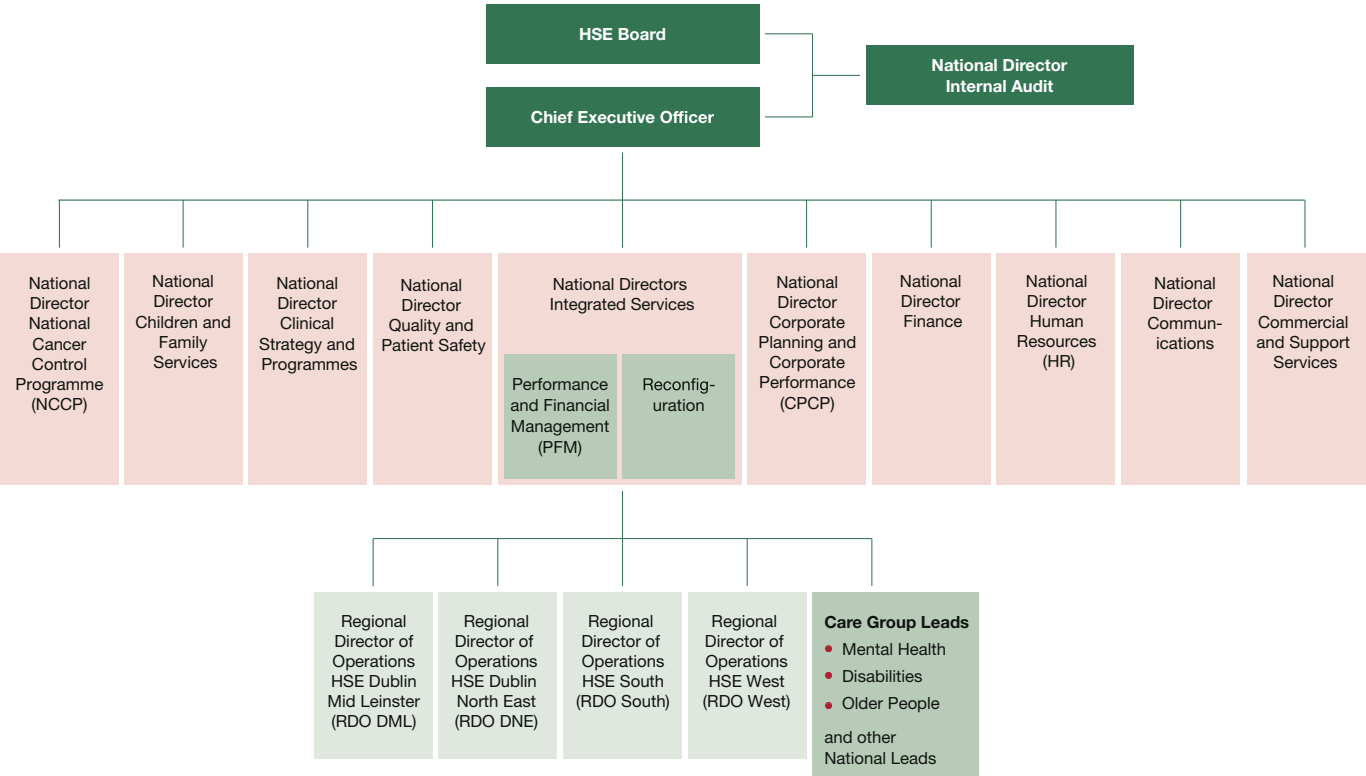 HSE Board
National Director
Internal Audit
Chief Executive Officer
National
Director
National
Cancer
Control
Programme
(NCCP)
National
Director
Children and
Family
Services
National
Director
Clinical
Strategy and
Programmes
National
Director
Quality and
Patient Safety
National Directors
Integrated Services
Performance
and Financial
Management
(PFM)
Reconfig-
uration
National
Director
Corporate
Planning and
Corporate
Performance
(CPCP)
National
Director
Finance
National
Director
Human
Resources
(HR)
National
Director
Commun-
ications
National
Director
Commercial
and Support
Services
Regional
Director of
Operations
HSE Dublin
Mid Leinster
(RDO DML)
Regional
Director of
Operations
HSE Dublin
North East
(RDO DNE)
Regional
Director of
Operations
HSE South
(RDO South)
Regional
Director of
Operations
HSE West
(RDO West)
Care Group Leads
• Mental Health
• Disabilities
• Older People
and other
National Leads